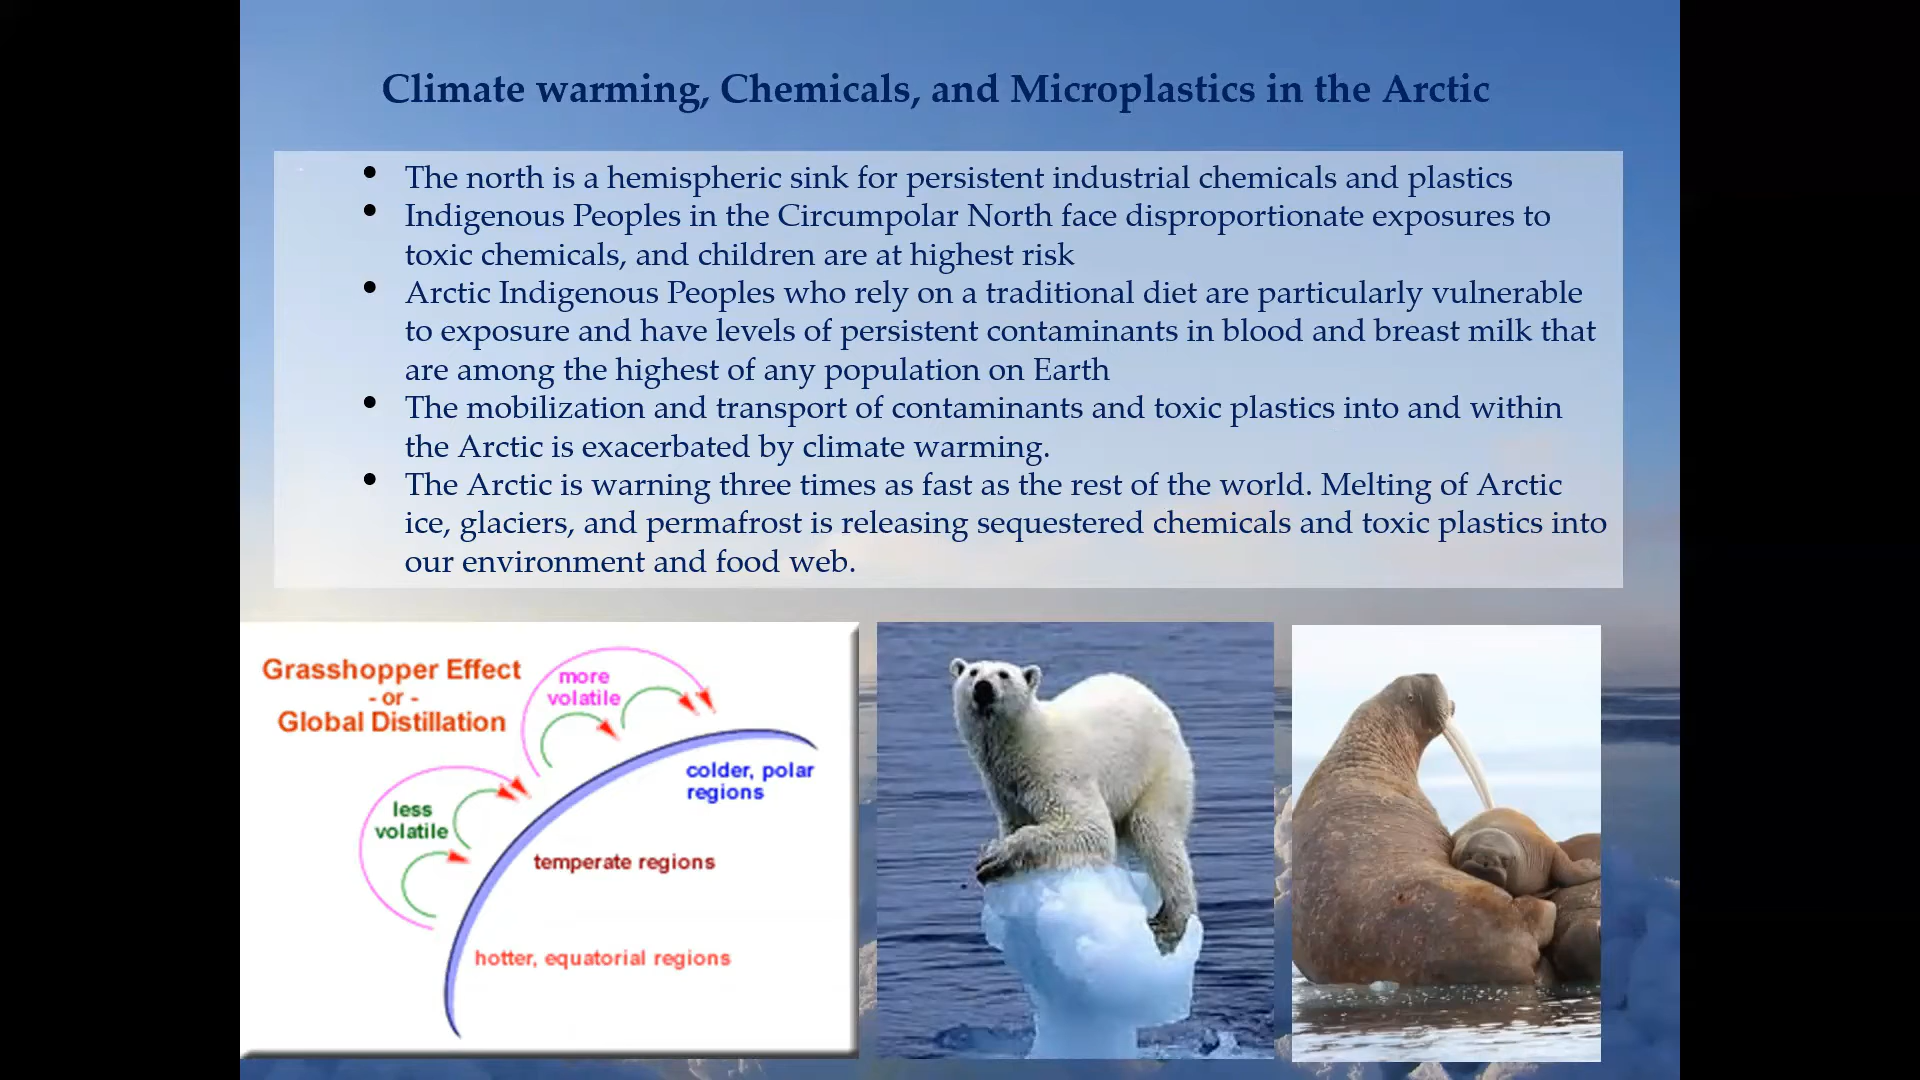 Climate warming, Chemicals, and Microplastics in the Arctic
• The north is a hemispheric sink for persistent industrial chemicals and plastics
• Indigenous Peoples in the Circumpolar North face disproportionate exposures to
toxic chemicals, and children are at highest risk
• Arctic Indigenous Peoples who rely on a traditional diet are particularly vulnerable
to exposure and have levels of persistent contaminants in blood and breast milk that
are among the highest of any population on Earth
• The mobilization and transport of contaminants and toxic plastics into and within
the Arctic is exacerbated by climate warming.
• The Arctic is warning three times as fast as the rest of the world. Melting of Arctic
ice, glaciers, and permafrost is releasing sequestered chemicals and toxic plastics into
our environment and food web.
Grasshopper Effect
- or -
Global Distillation
more
volatile
less
volatile
colder, polar
regions
temperate regions
hotter, equatorial regions